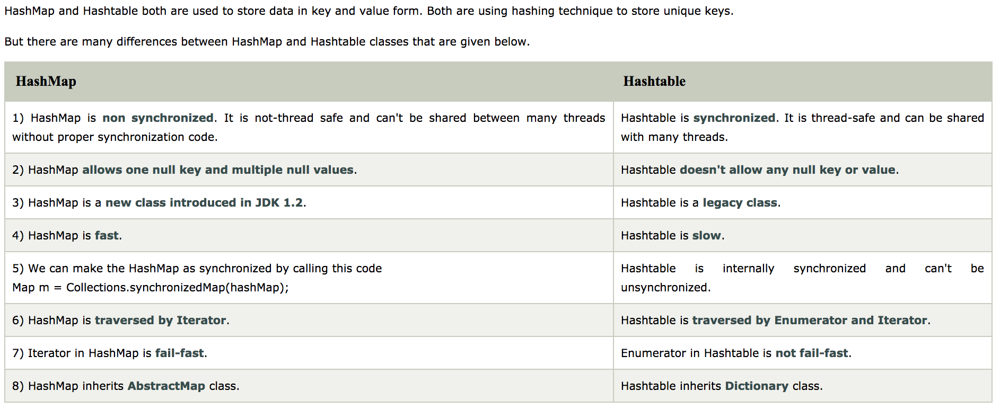 HashMap and Hashtable both are used to store data in key and value form. Both are using hashing technique to store unique keys.
But there are many differences between HashMap and Hashtable classes that are given below.
HashMap
Hashtable
1) HashMap is non synchronized. It is not-thread safe and can't be shared between many threads
without proper synchronization code.
Hashtable is synchronized. It is thread-safe and can be shared
with many threads.
2) HashMap allows one null key and multiple null values.
Hashtable doesn't allow any null key or value.
3) HashMap is a new class introduced in JDK 1.2.
Hashtable is a legacy class.
4) HashMap is fast.
Hashtable is slow.
5) We can make the HashMap as synchronized by calling this code
Map m = Collections.synchronizedMap(hashMap);
Hashtable is internally synchronized and can't be
unsynchronized.
6) HashMap is traversed by Iterator.
Hashtable is traversed by Enumerator and Iterator.
7) Iterator in HashMap is fail-fast.
Enumerator in Hashtable is not fail-fast.
8) HashMap inherits AbstractMap class.
Hashtable inherits Dictionary class.